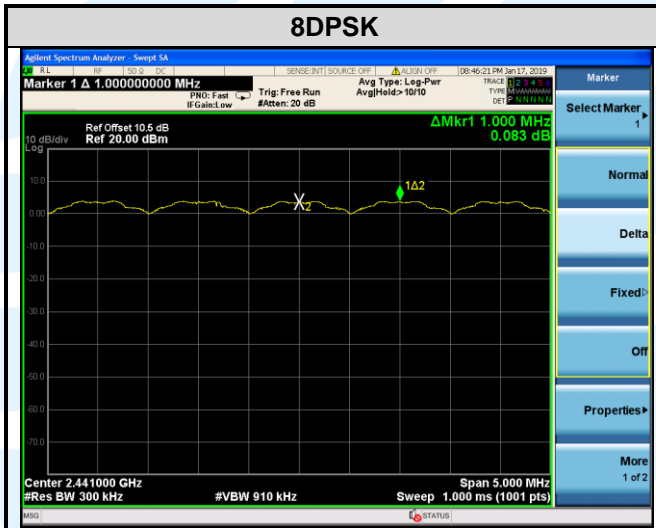 8DPSK
Agilent Spectrum Analyzer - Swept SA
RL RF 50 Ω DC SENSE:INT SOURCE OFF ALIGN OFF 08:46:21 PM Jan 17, 2019
Marker 1 Δ 1.000000000 MHz
PNO: Fast
IFGain:Low
Trig: Free Run
#Atten: 20 dB
Avg Type: Log-Pwr
Avg|Hold:>10/10
TRACE 1 2 3 4 5 6
TYPE M
DET P N N N N N
Ref Offset 10.5 dB
Ref 20.00 dBm
10 dB/div
Log
ΔMkr1 1.000 MHz
0.083 dB
10.0
0.00
-10.0
-20.0
-30.0
-40.0
-50.0
-60.0
-70.0
1Δ2
X2
Center 2.441000 GHz
#Res BW 300 kHz
#VBW 910 kHz
Span 5.000 MHz
Sweep 1.000 ms (1001 pts)
MSG
STATUS
Marker
Select Marker
1
Normal
Delta
Fixed
Off
Properties
More
1 of 2